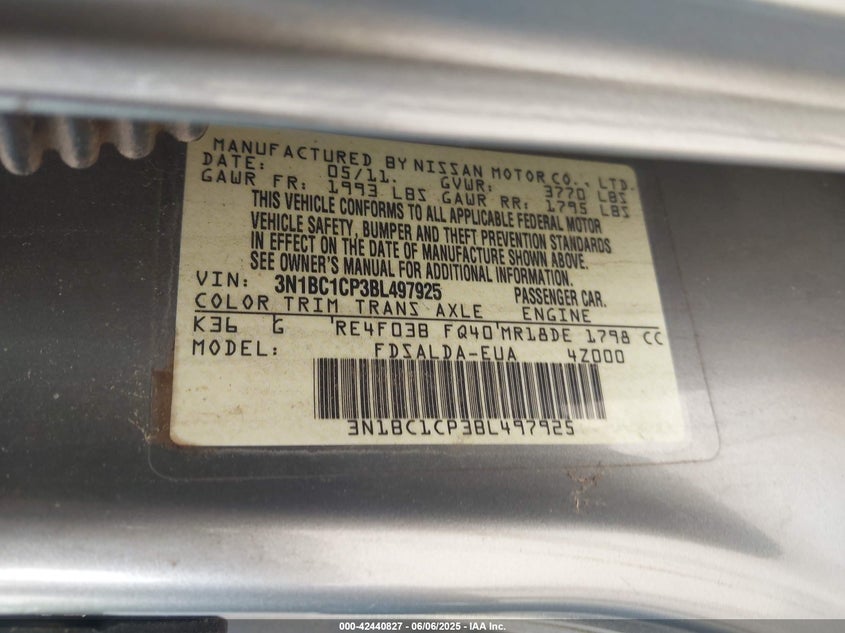 MANUFACTURED BY NISSAN MOTOR CO., LTD.
DATE: 05/11. GVWR: 3770 LBS
GAWR FR: 1993 LBS GAWR RR: 1795 LBS
THIS VEHICLE CONFORMS TO ALL APPLICABLE FEDERAL MOTOR
VEHICLE SAFETY, BUMPER AND THEFT PREVENTION STANDARDS
IN EFFECT ON THE DATE OF MANUFACTURE SHOWN ABOVE.
SEE OWNER'S MANUAL FOR ADDITIONAL INFORMATION.
VIN: 3N1BC1CP3BL497925 PASSENGER CAR.
COLOR TRIM TRANS AXLE ENGINE
K36 G RE4F03B FQ40 MR18DE 1798 CC
MODEL: FDSALDA-EUA 4Z000
3N1BC1CP3BL497925
000-42440827 - 06/06/2025 - IAA Inc.